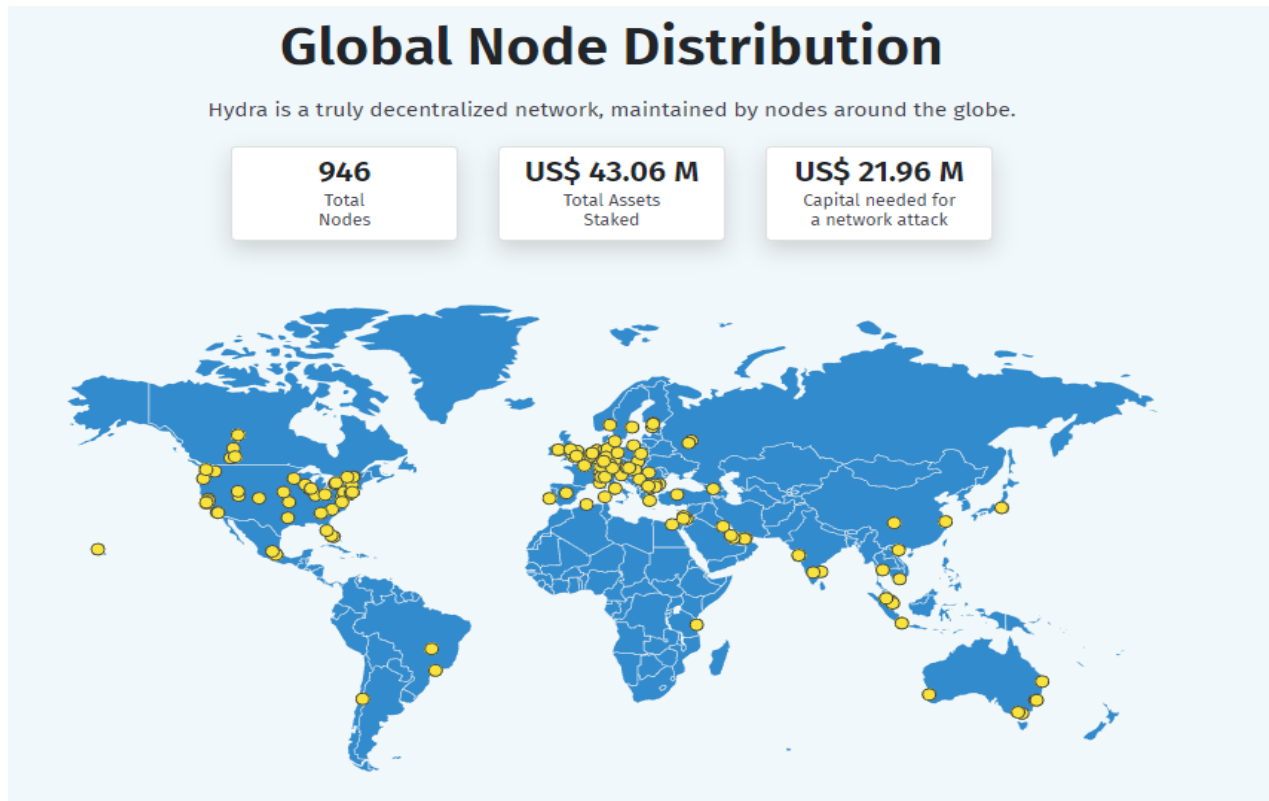 Global Node Distribution
Hydra is a truly decentralized network, maintained by nodes around the globe.
946
Total
Nodes
US$ 43.06 M
Total Assets
Staked
US$ 21.96 M
Capital needed for
a network attack